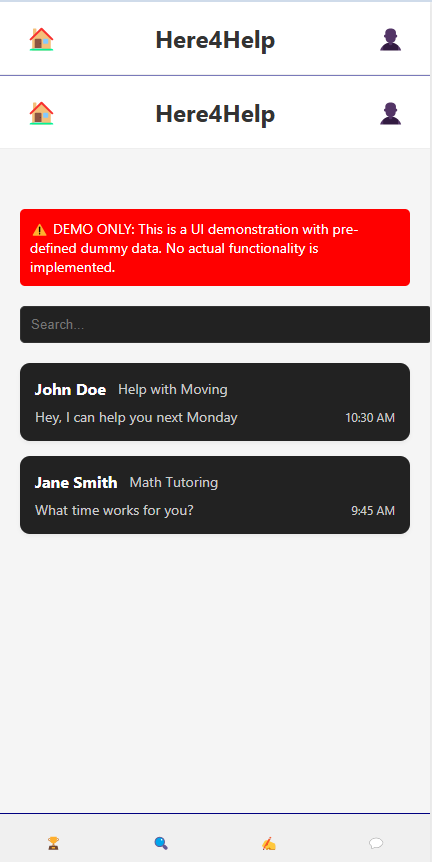 Here4Help
Here4Help
⚠️ DEMO ONLY: This is a UI demonstration with pre-
defined dummy data. No actual functionality is
implemented.
Search...
John Doe Help with Moving
Hey, I can help you next Monday 10:30 AM
Jane Smith Math Tutoring
What time works for you? 9:45 AM